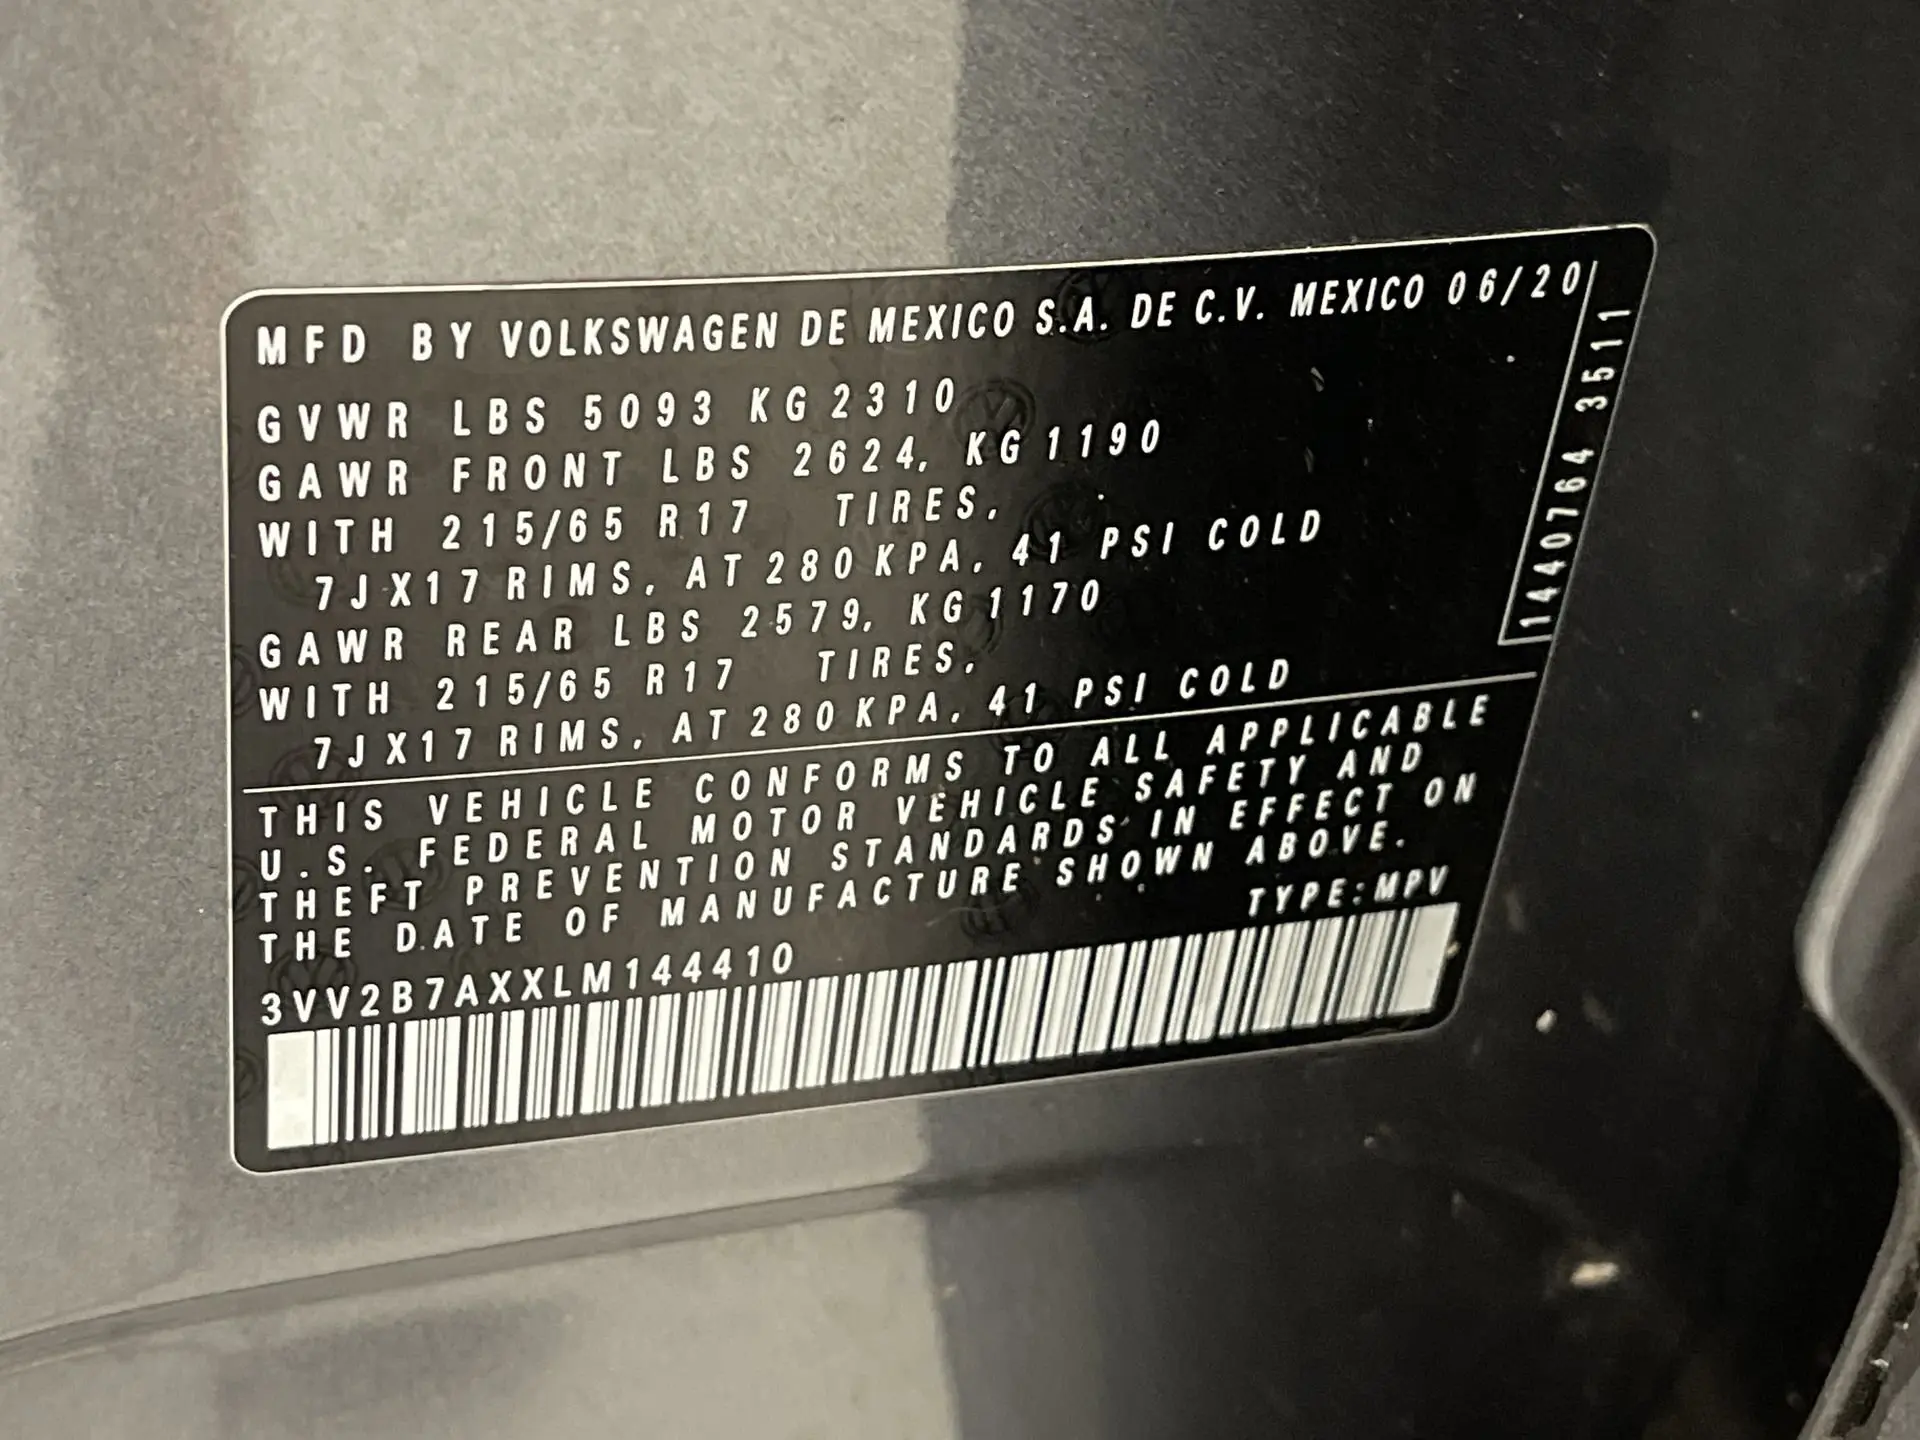 MFD BY VOLKSWAGEN DE MEXICO S.A. DE C.V. MEXICO 06/20
GVWR LBS 5093 KG 2310
GAWR FRONT LBS 2624, KG 1190
WITH 215/65 R17 TIRES,
7JX17 RIMS, AT 280 KPA, 41 PSI COLD
GAWR REAR LBS 2579, KG 1170
WITH 215/65 R17 TIRES,
7JX17 RIMS, AT 280 KPA, 41 PSI COLD
1440764 3511
THIS VEHICLE CONFORMS TO ALL APPLICABLE
U.S. FEDERAL MOTOR VEHICLE SAFETY AND
THEFT PREVENTION STANDARDS IN EFFECT ON
THE DATE OF MANUFACTURE SHOWN ABOVE.
TYPE:MPV
3VV2B7AXXLM144410